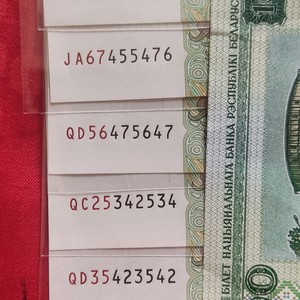 JA67455476
QD56475647
QC25342534
QD35423542
БІЛЕТ НАЦЫЯНАЛЬНАГА БАНКА РЭСПУБЛІКІ БЕЛАРУСЬ